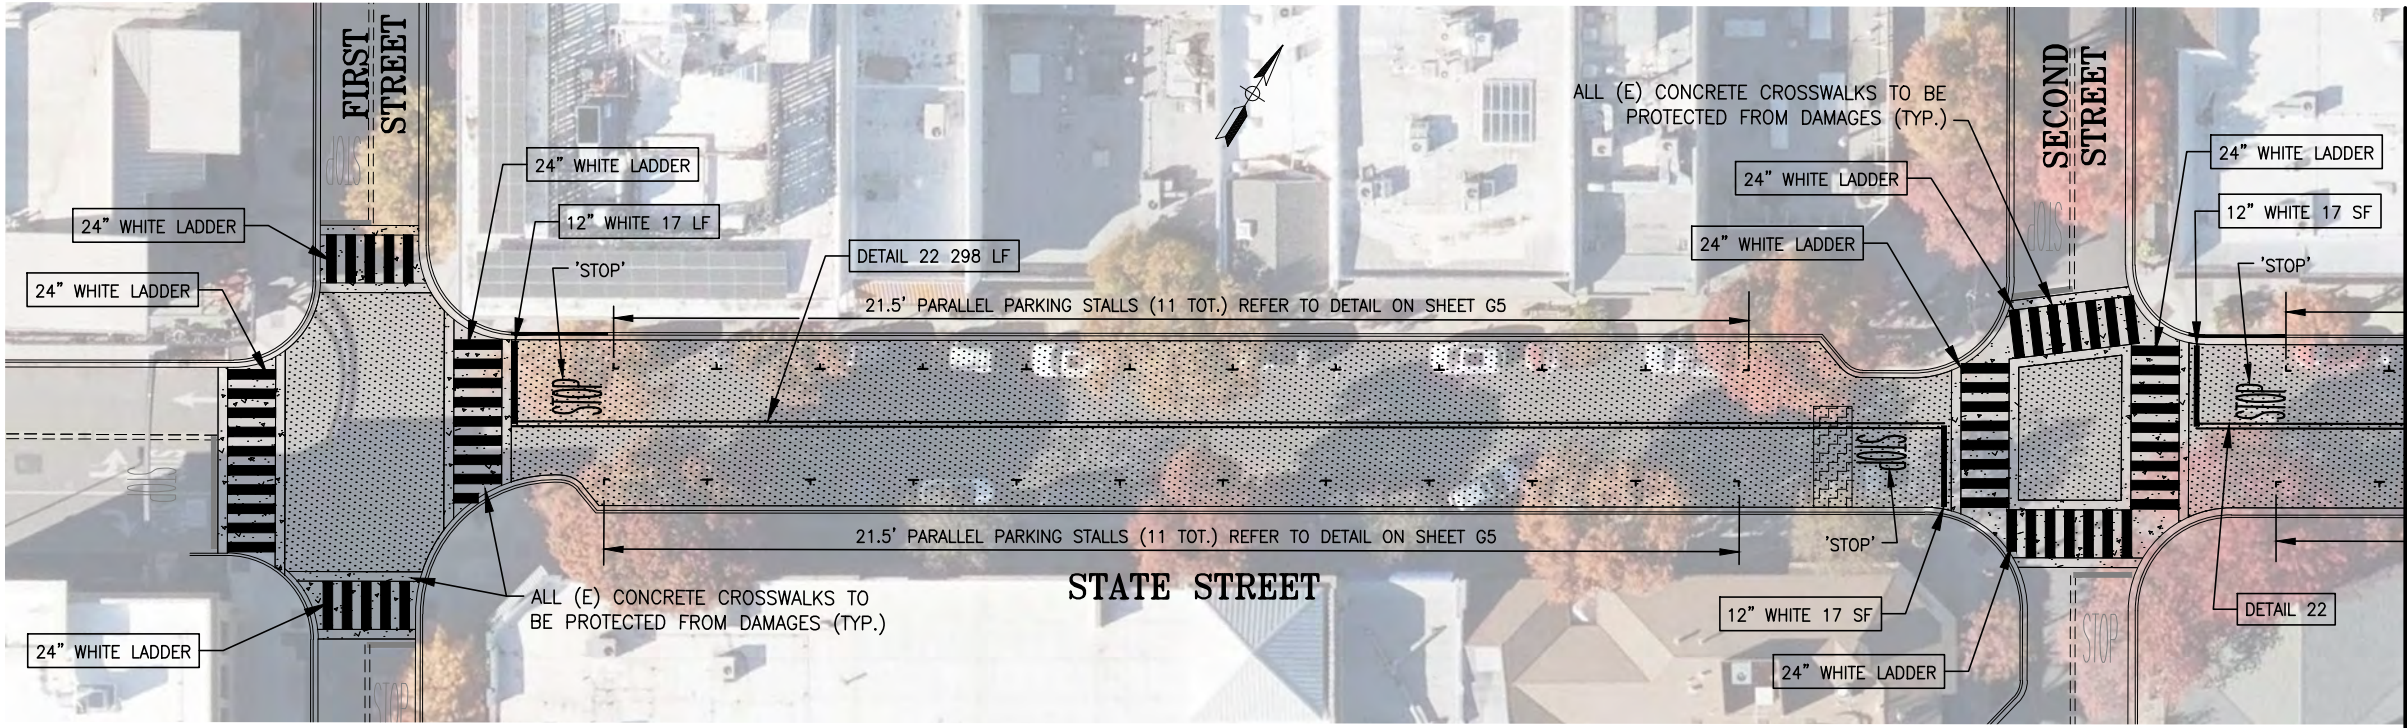 FIRST
STREET
STOP
24” WHITE LADDER
24” WHITE LADDER
24” WHITE LADDER
12” WHITE 17 LF
'STOP'
DETAIL 22 298 LF
21.5' PARALLEL PARKING STALLS (11 TOT.) REFER TO DETAIL ON SHEET G5
ALL (E) CONCRETE CROSSWALKS TO BE
PROTECTED FROM DAMAGES (TYP.)
SECOND
STREET
STOP
24” WHITE LADDER
24” WHITE LADDER
24” WHITE LADDER
12” WHITE 17 SF
'STOP'
STOP
STOP
STOP
STOP
21.5' PARALLEL PARKING STALLS (11 TOT.) REFER TO DETAIL ON SHEET G5
'STOP'
STATE STREET
ALL (E) CONCRETE CROSSWALKS TO
BE PROTECTED FROM DAMAGES (TYP.)
24” WHITE LADDER
STOP
12” WHITE 17 SF
24” WHITE LADDER
DETAIL 22
STOP